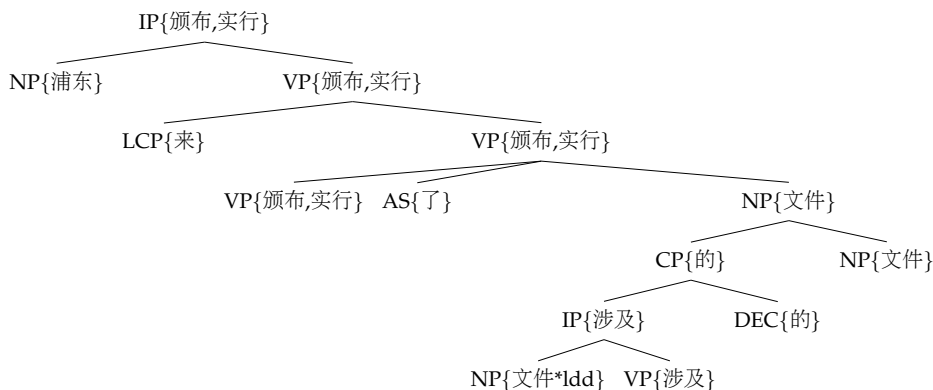 IP{颁布,实行}
NP{浦东} VP{颁布,实行}
LCP{来} VP{颁布,实行}
VP{颁布,实行} AS{了} NP{文件}
CP{的} NP{文件}
IP{涉及} DEC{的}
NP{文件*ldd} VP{涉及}